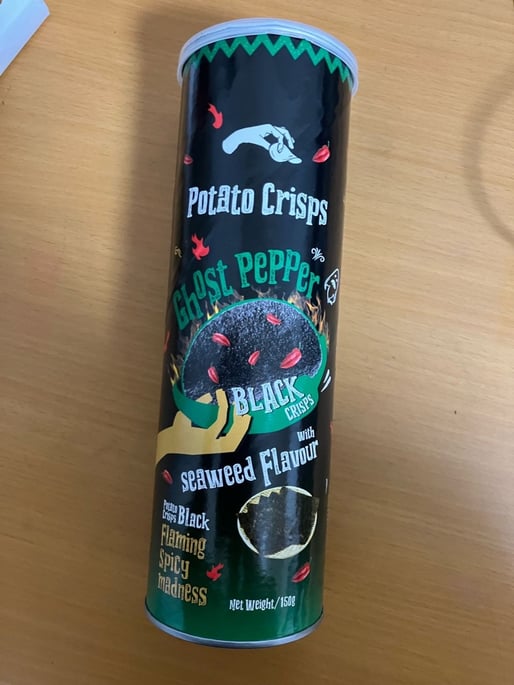 Potato Crisps
Ghost Pepper
BLACK
CRISPS
with
seaweed Flavour
Potato
Crisps Black
Flaming
Spicy
madness
Net Weight/150g